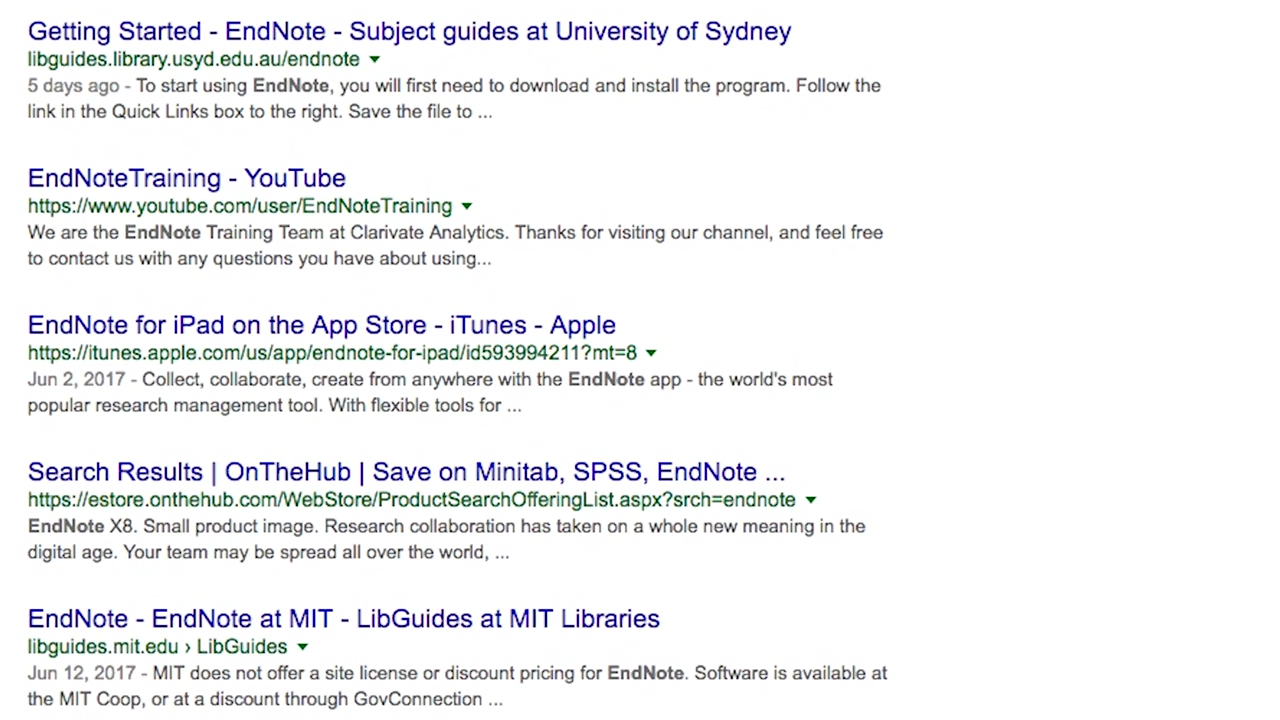 Getting Started - EndNote - Subject guides at University of Sydney
libguides.library.usyd.edu.au/endnote
5 days ago - To start using EndNote, you will first need to download and install the program. Follow the
link in the Quick Links box to the right. Save the file to ...
EndNoteTraining - YouTube
https://www.youtube.com/user/EndNoteTraining
We are the EndNote Training Team at Clarivate Analytics. Thanks for visiting our channel, and feel free
to contact us with any questions you have about using...
EndNote for iPad on the App Store - iTunes - Apple
https://itunes.apple.com/us/app/endnote-for-ipad/id593994211?mt=8
Jun 2, 2017 - Collect, collaborate, create from anywhere with the EndNote app - the world's most
popular research management tool. With flexible tools for ...
Search Results | OnTheHub | Save on Minitab, SPSS, EndNote ...
https://estore.onthehub.com/WebStore/ProductSearchOfferingList.aspx?srch=endnote
EndNote X8. Small product image. Research collaboration has taken on a whole new meaning in the
digital age. Your team may be spread all over the world, ...
EndNote - EndNote at MIT - LibGuides at MIT Libraries
libguides.mit.edu › LibGuides
Jun 12, 2017 - MIT does not offer a site license or discount pricing for EndNote. Software is available at
the MIT Coop, or at a discount through GovConnection ...